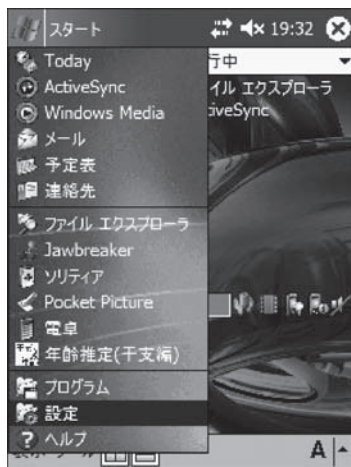 スタート 19:32
Today
ActiveSync
Windows Media
メール
予定表
連絡先
ファイル エクスプローラ
Jawbreaker
ソリティア
Pocket Picture
電卓
年齢推定(干支編)
プログラム
設定
ヘルプ
行中
イル エクスプローラ
iveSync
A